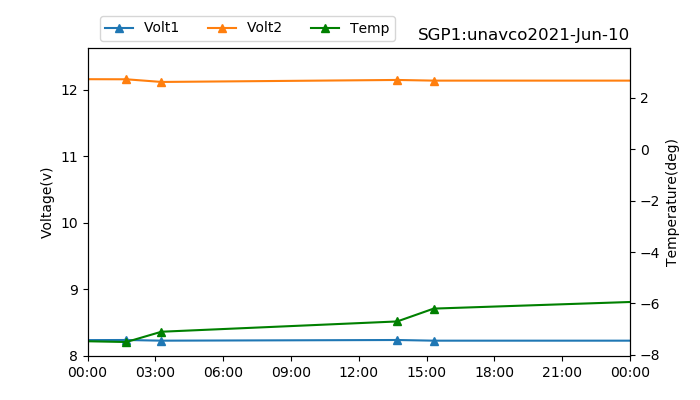 Volt1 Volt2 Temp
SGP1:unavco2021-Jun-10
12
11
10
9
8
Voltage(v)
2
0
−2
−4
−6
−8
Temperature(deg)
00:00 03:00 06:00 09:00 12:00 15:00 18:00 21:00 00:00